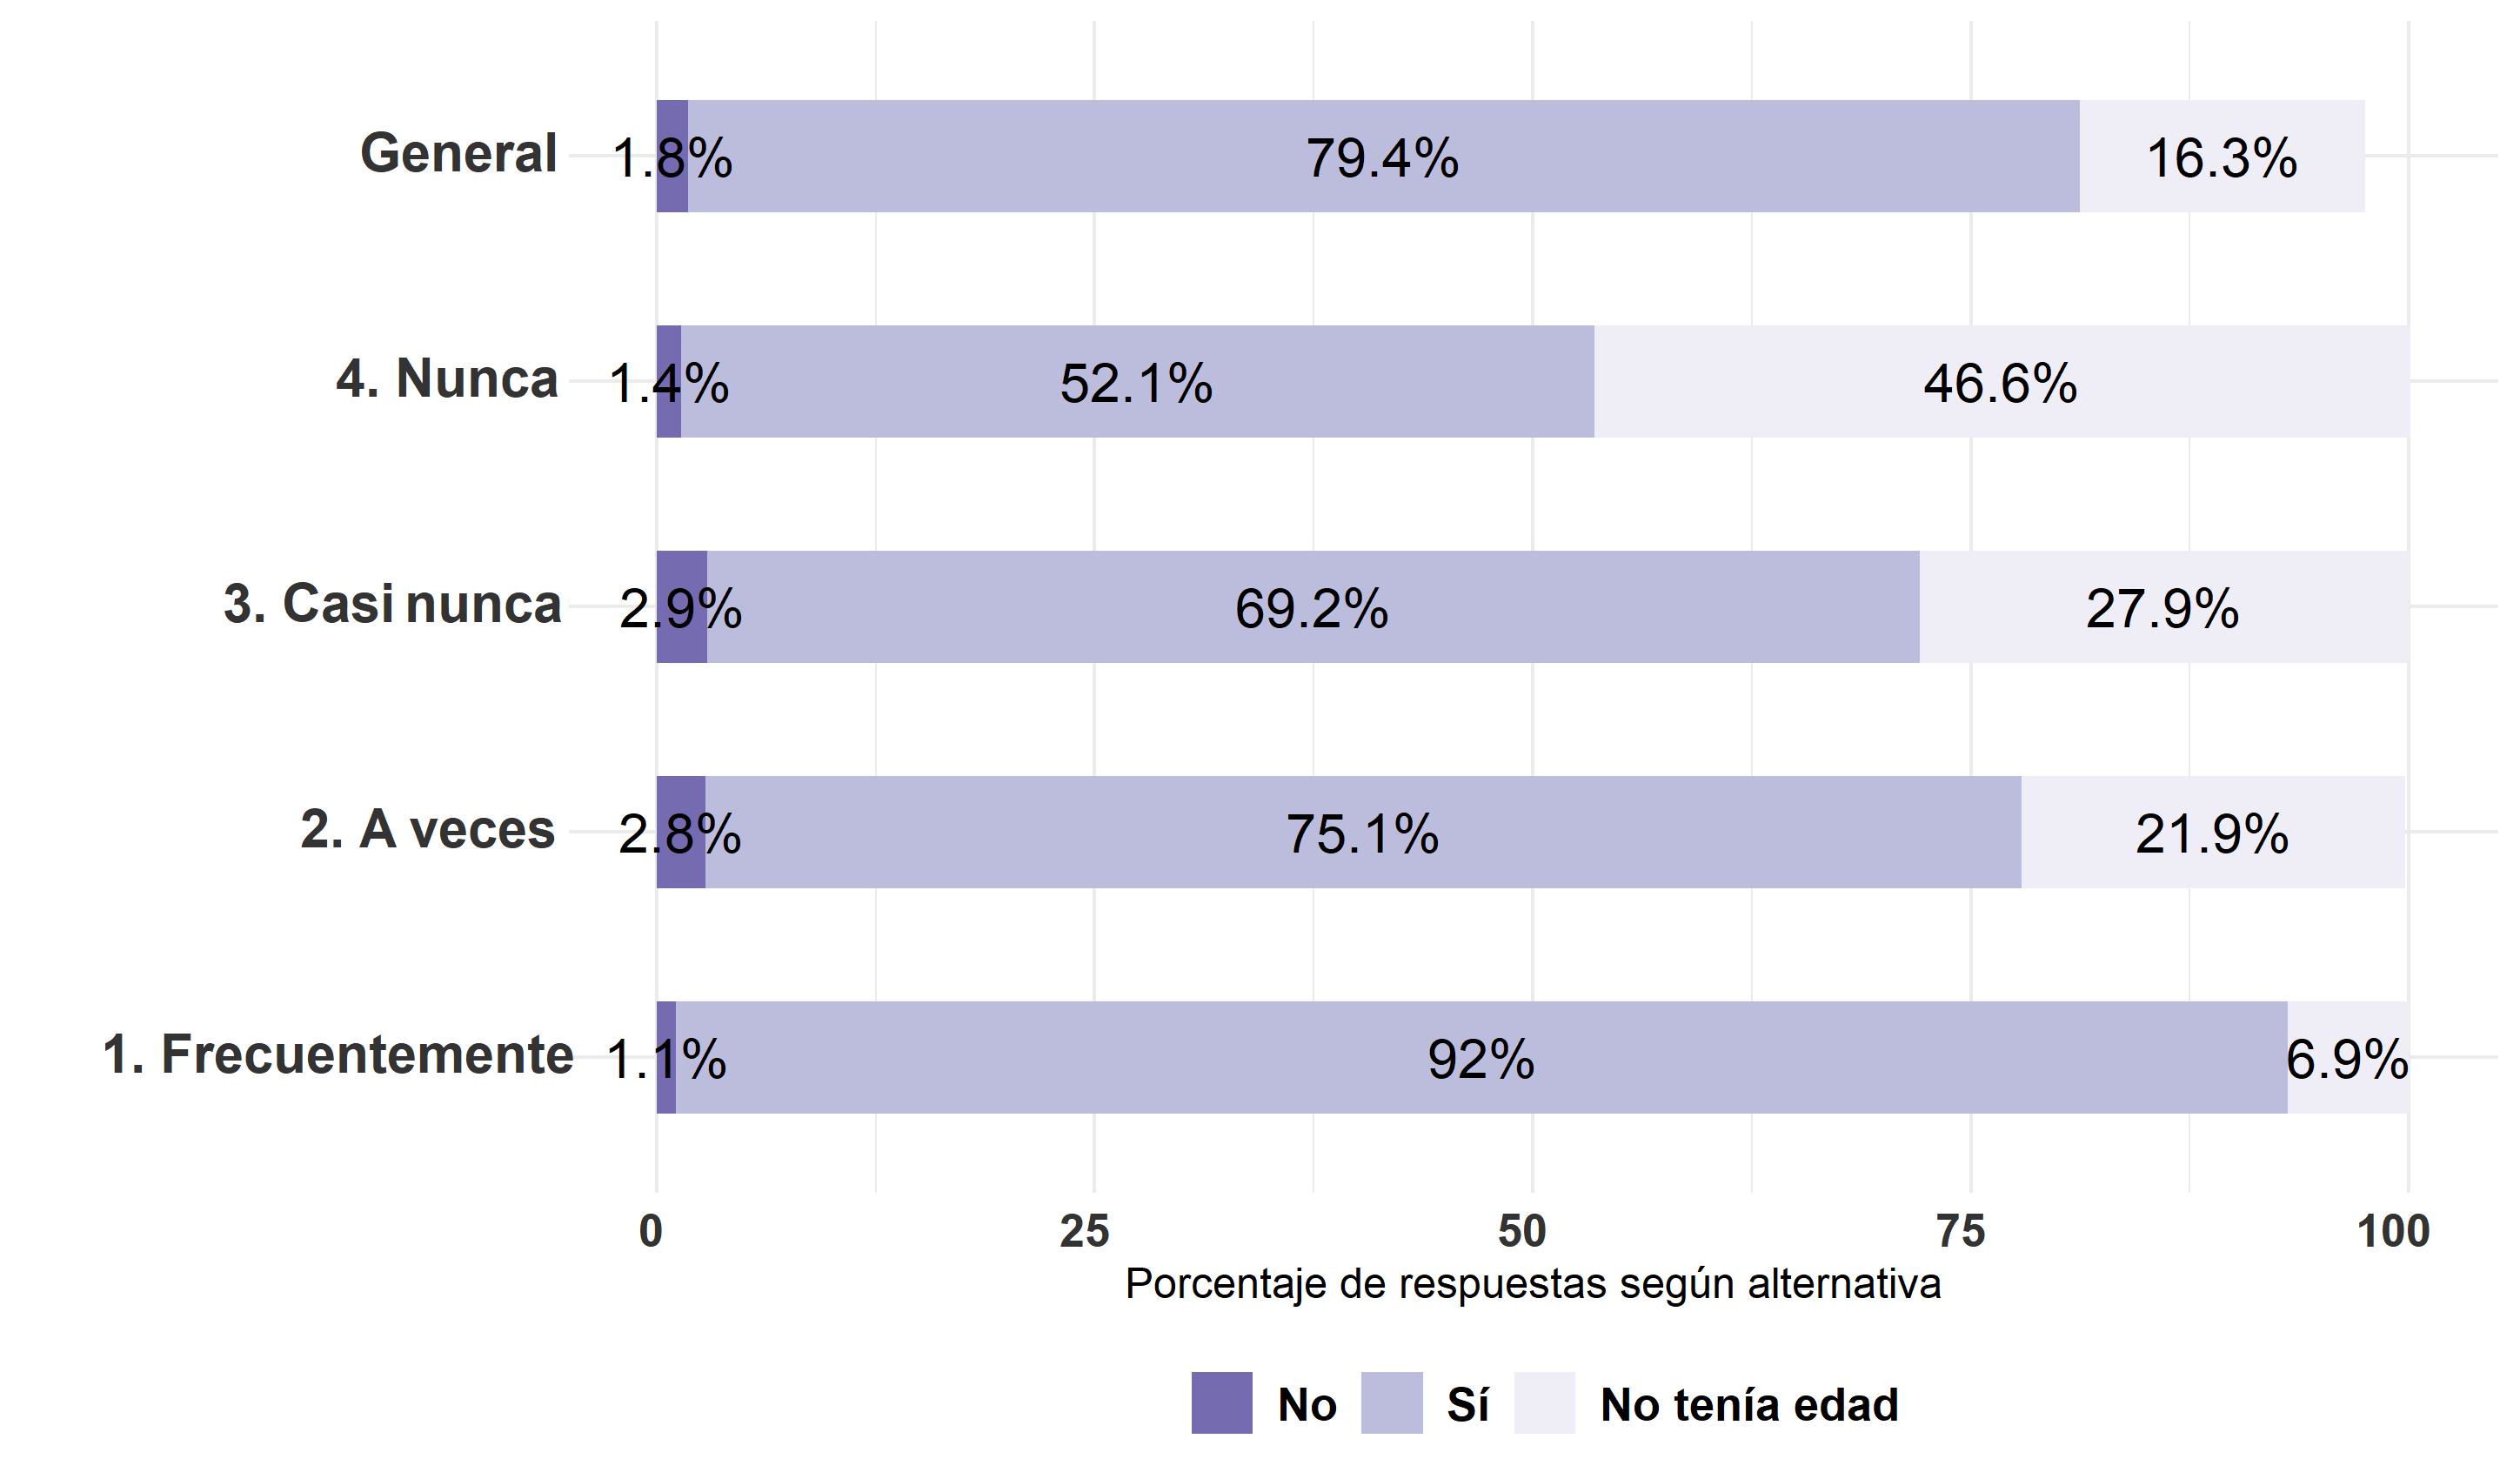 General 1.8% 79.4% 16.3%
4. Nunca 1.4% 52.1% 46.6%
3. Casi nunca 2.9% 69.2% 27.9%
2. A veces 2.8% 75.1% 21.9%
1. Frecuentemente 1.1% 92% 6.9%
0 25 50 75 100
Porcentaje de respuestas según alternativa
No Sí No tenía edad